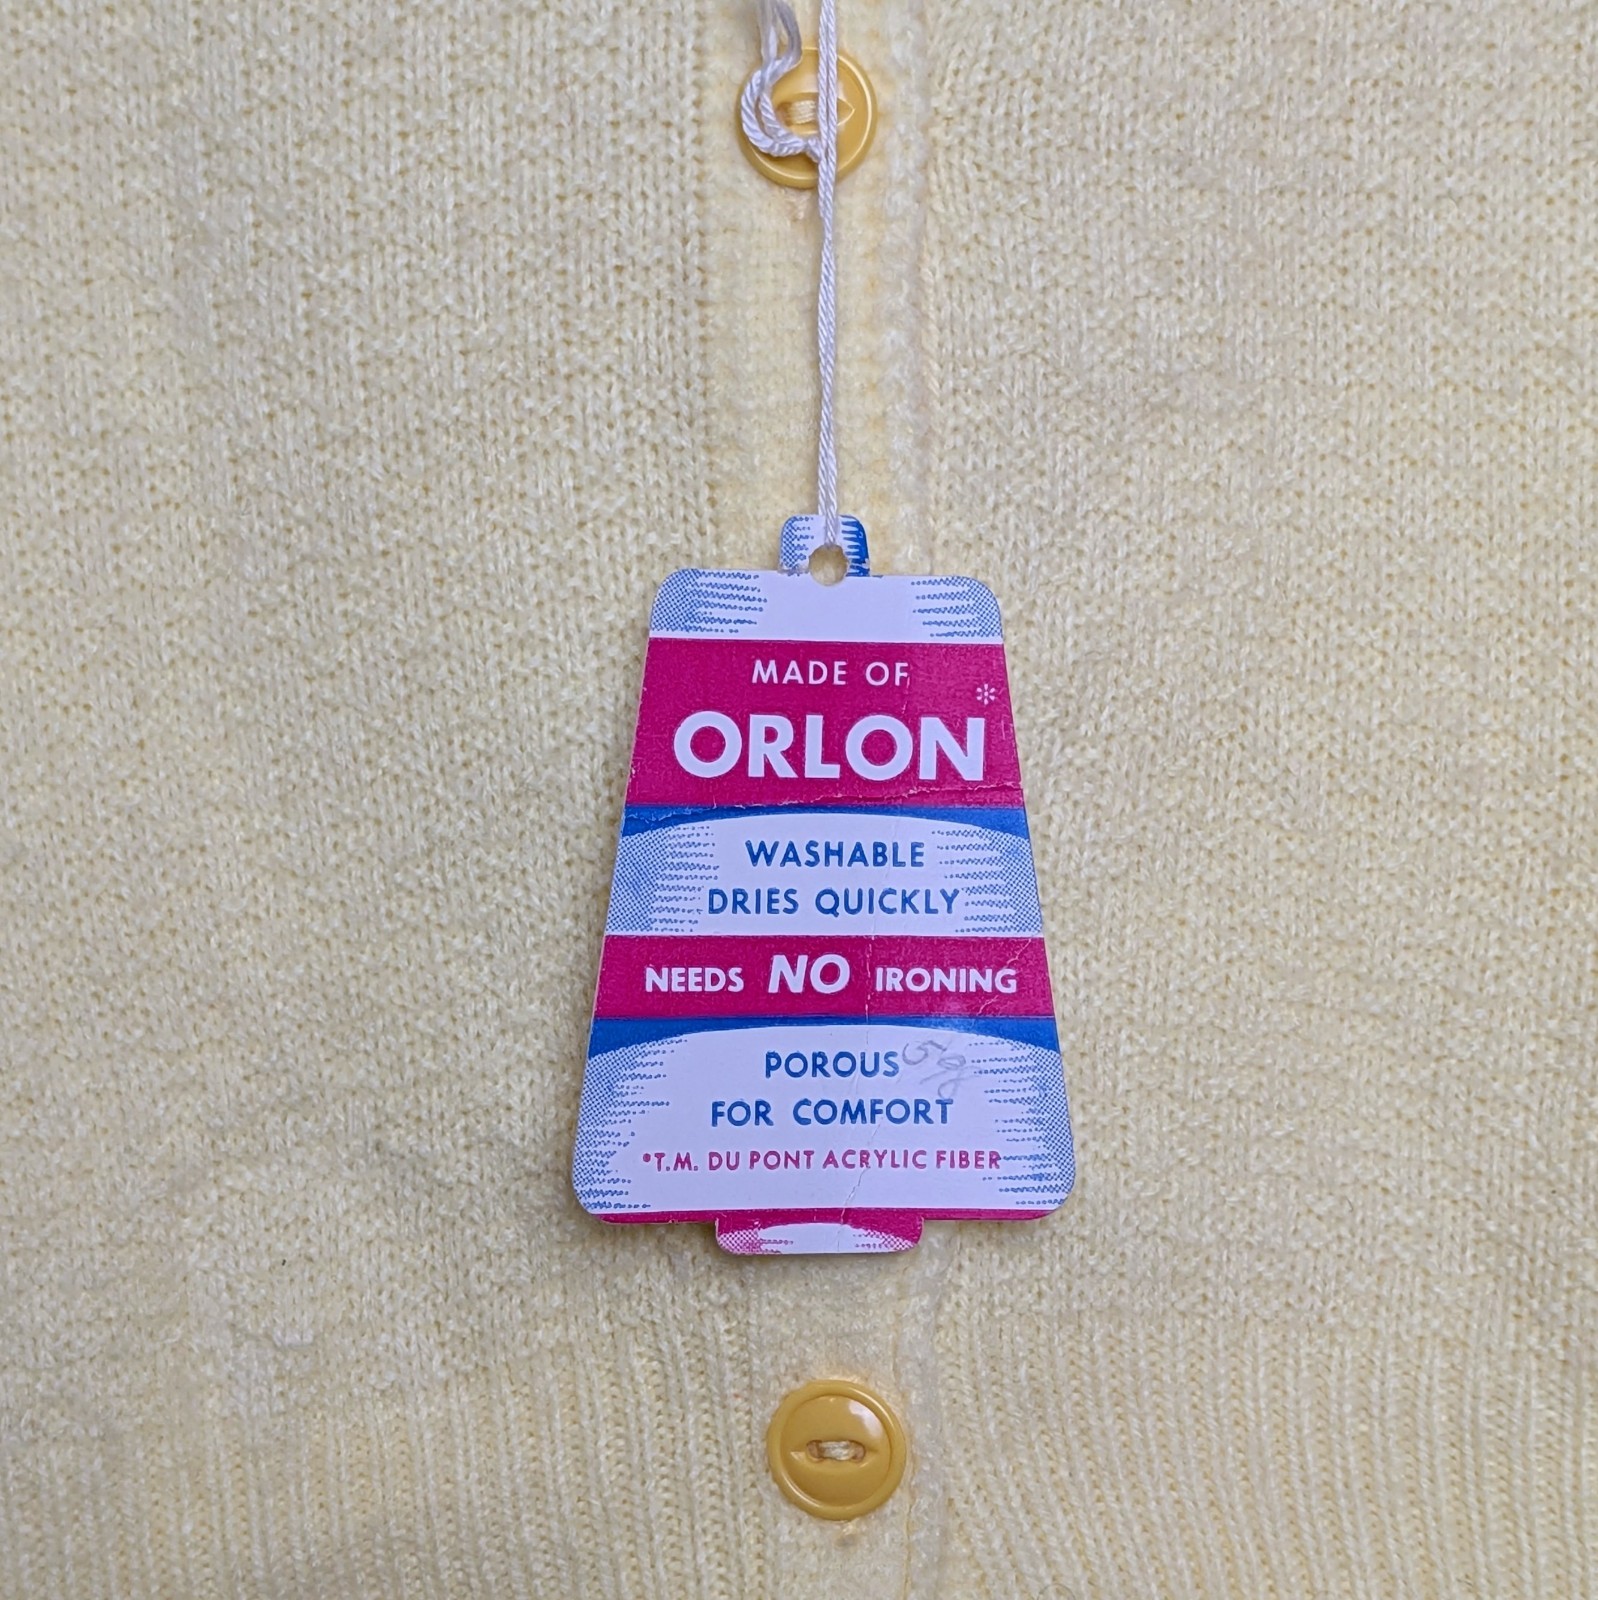 MADE OF
ORLON*
WASHABLE
DRIES QUICKLY
NEEDS NO IRONING
POROUS
FOR COMFORT
*T.M. DU PONT ACRYLIC FIBER